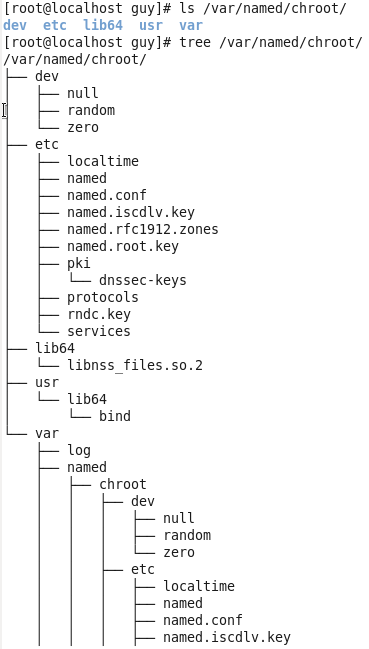 [root@localhost guy]# ls /var/named/chroot/
dev  etc  lib64  usr  var
[root@localhost guy]# tree /var/named/chroot/
/var/named/chroot/
├── dev
│   ├── null
│   ├── random
│   └── zero
├── etc
│   ├── localtime
│   ├── named
│   ├── named.conf
│   ├── named.iscdlv.key
│   ├── named.rfc1912.zones
│   ├── named.root.key
│   ├── pki
│   │   └── dnssec-keys
│   ├── protocols
│   ├── rndc.key
│   └── services
├── lib64
│   └── libnss_files.so.2
├── usr
│   └── lib64
│       └── bind
└── var
    ├── log
    ├── named
    │   ├── chroot
    │   │   ├── dev
    │   │   │   ├── null
    │   │   │   ├── random
    │   │   │   └── zero
    │   │   ├── etc
    │   │   │   ├── localtime
    │   │   │   ├── named
    │   │   │   ├── named.conf
    │   │   │   ├── named.iscdlv.key